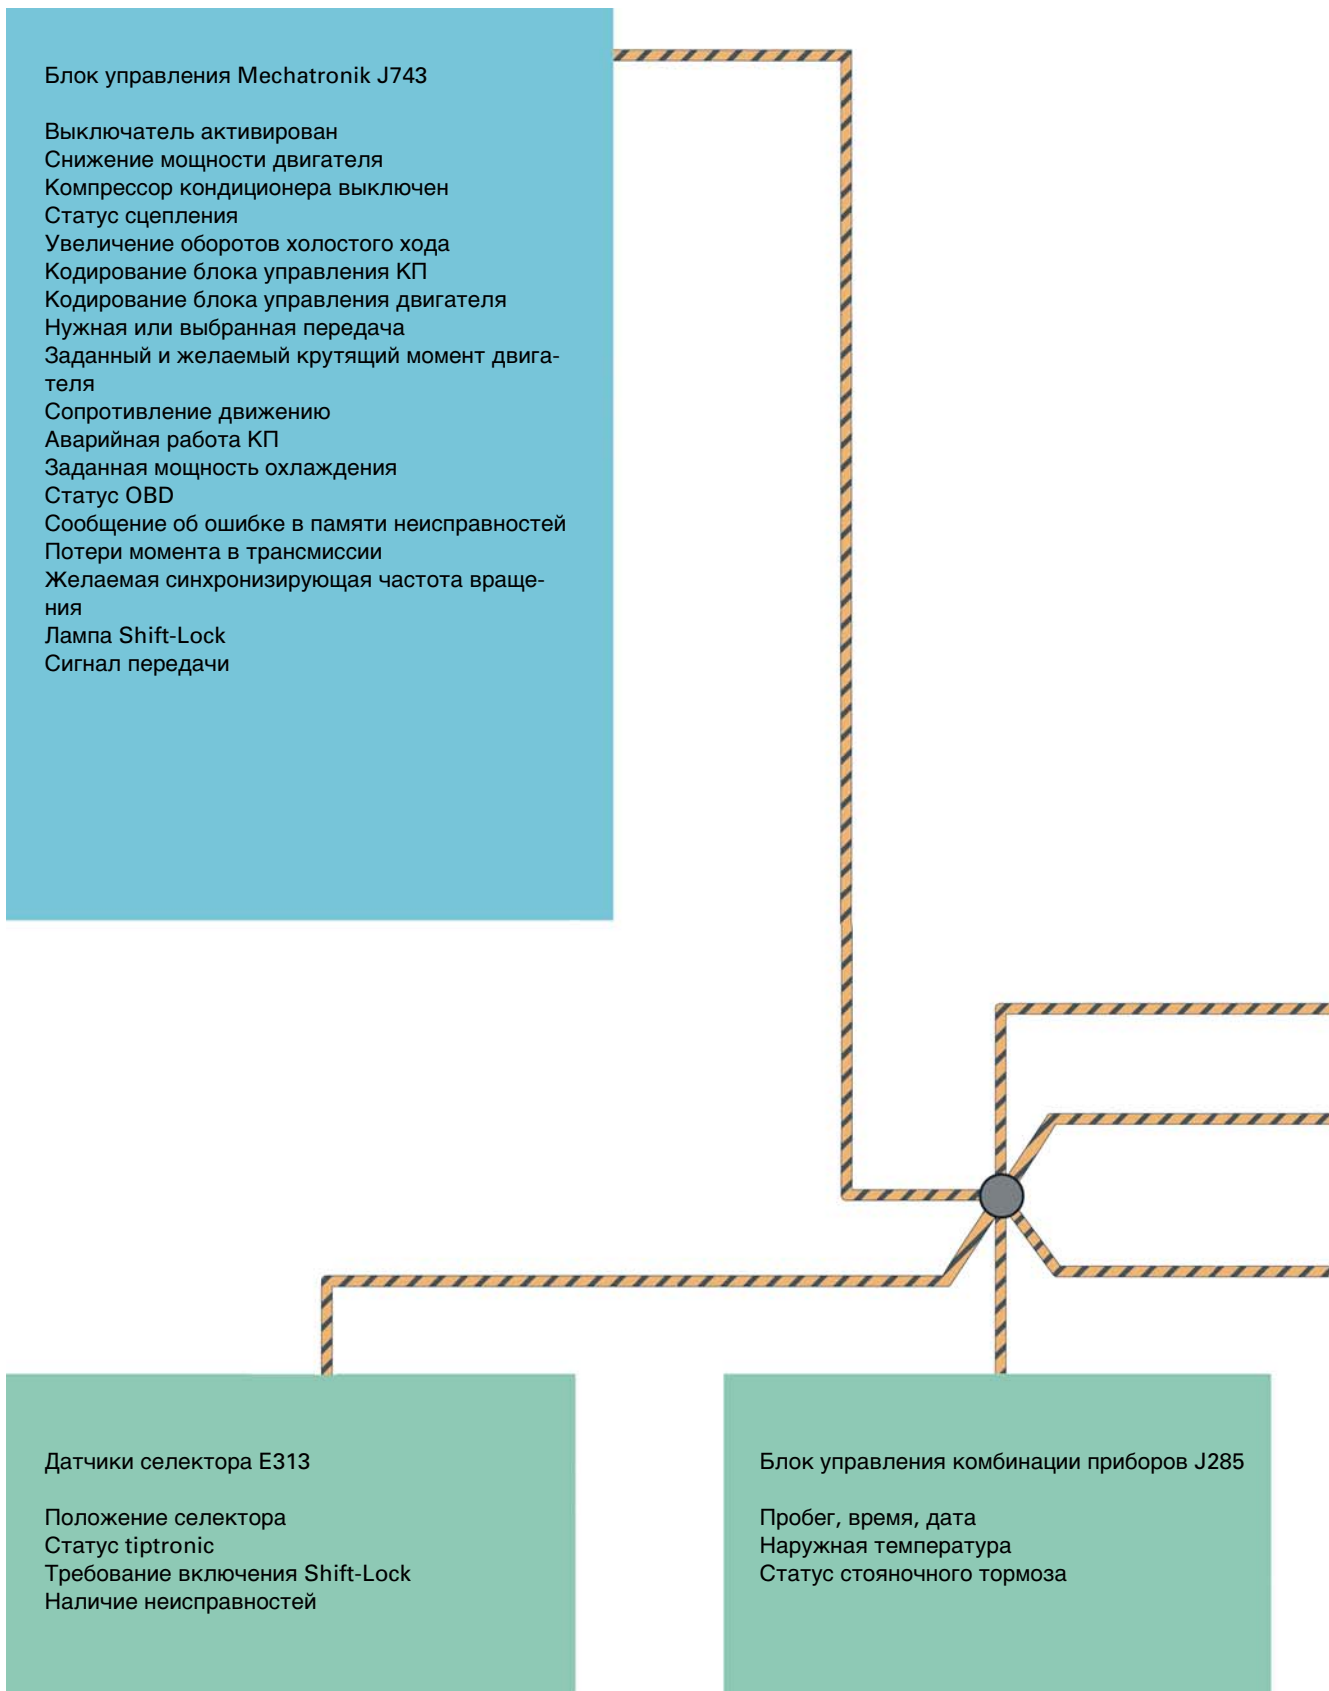 Блок управления Mechatronik J743
Выключатель активирован
Снижение мощности двигателя
Компрессор кондиционера выключен
Статус сцепления
Увеличение оборотов холостого хода
Кодирование блока управления КП
Кодирование блока управления двигателя
Нужная или выбранная передача
Заданный и желаемый крутящий момент двига-
теля
Сопротивление движению
Аварийная работа КП
Заданная мощность охлаждения
Статус OBD
Сообщение об ошибке в памяти неисправностей
Потери момента в трансмиссии
Желаемая синхронизирующая частота враще-
ния
Лампа Shift-Lock
Сигнал передачи
Датчики селектора E313
Положение селектора
Статус tiptronic
Требование включения Shift-Lock
Наличие неисправностей
Блок управления комбинации приборов J285
Пробег, время, дата
Наружная температура
Статус стояночного тормоза